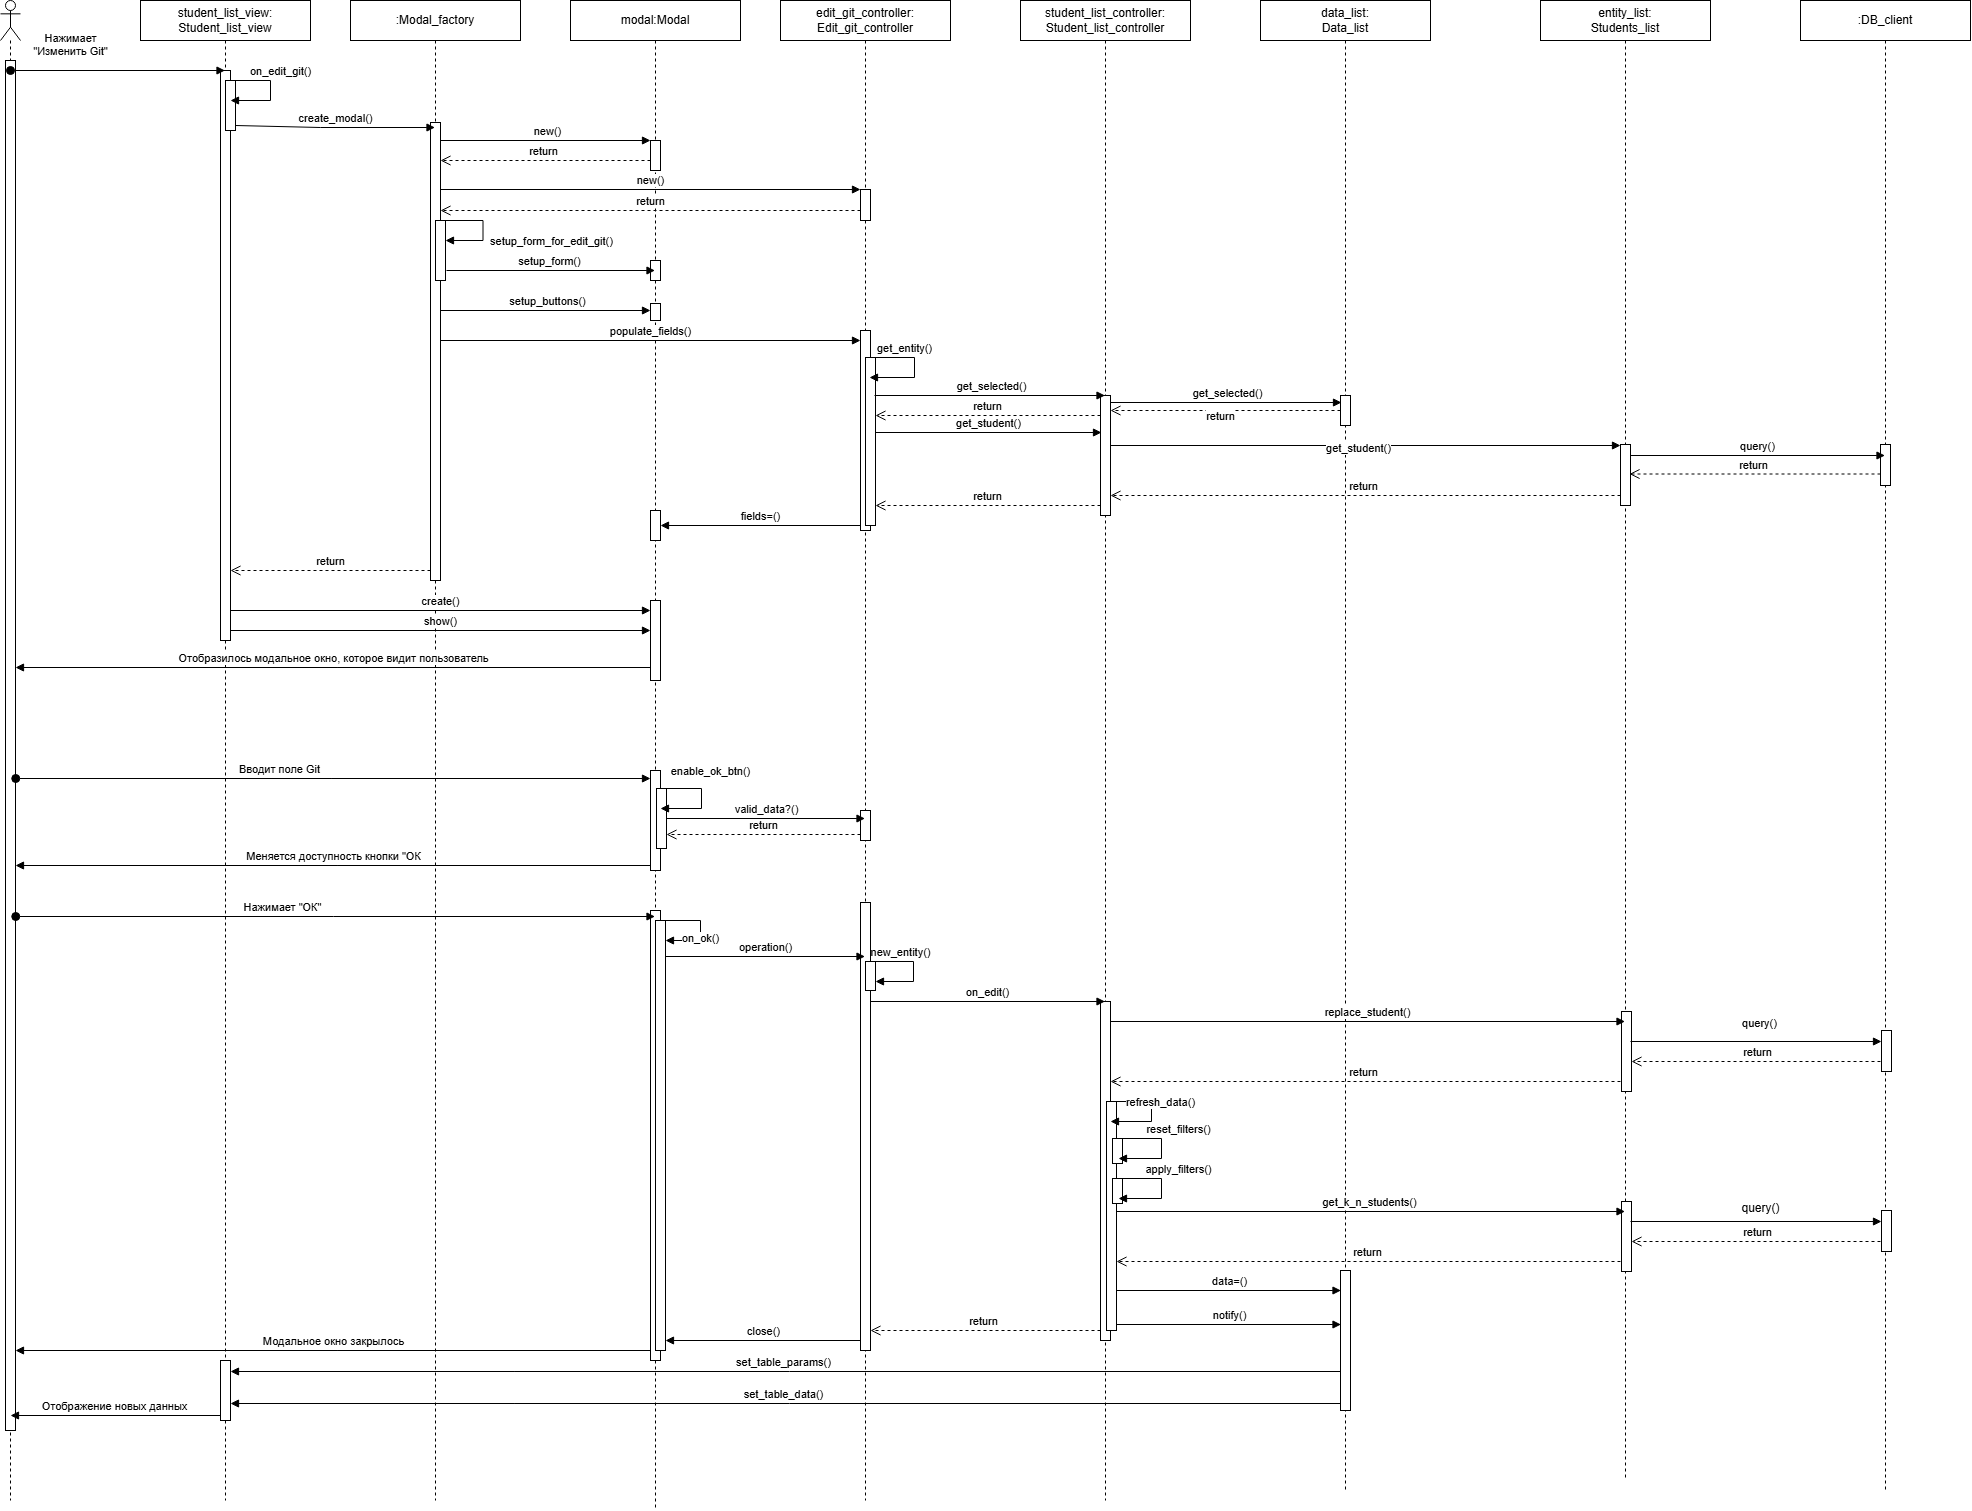 student_list_view:
Student_list_view
:Modal_factory
modal:Modal
edit_git_controller:
Edit_git_controller
student_list_controller:
Student_list_controller
data_list:
Data_list
entity_list:
Students_list
:DB_client
Нажимает
"Изменить Git"
on_edit_git()
create_modal()
new()
return
new()
return
setup_form_for_edit_git()
setup_form()
setup_buttons()
populate_fields()
get_entity()
get_selected()
get_selected()
return
return
get_student()
get_student()
query()
return
return
return
fields=()
return
create()
show()
Отобразилось модальное окно, которое видит пользователь
Вводит поле Git
enable_ok_btn()
valid_data?()
return
Меняется доступность кнопки "ОК
Нажимает "ОК"
on_ok()
operation()
new_entity()
on_edit()
replace_student()
query()
return
return
refresh_data()
reset_filters()
apply_filters()
get_k_n_students()
query()
return
return
data=()
notify()
return
close()
Модальное окно закрылось
set_table_params()
set_table_data()
Отображение новых данных